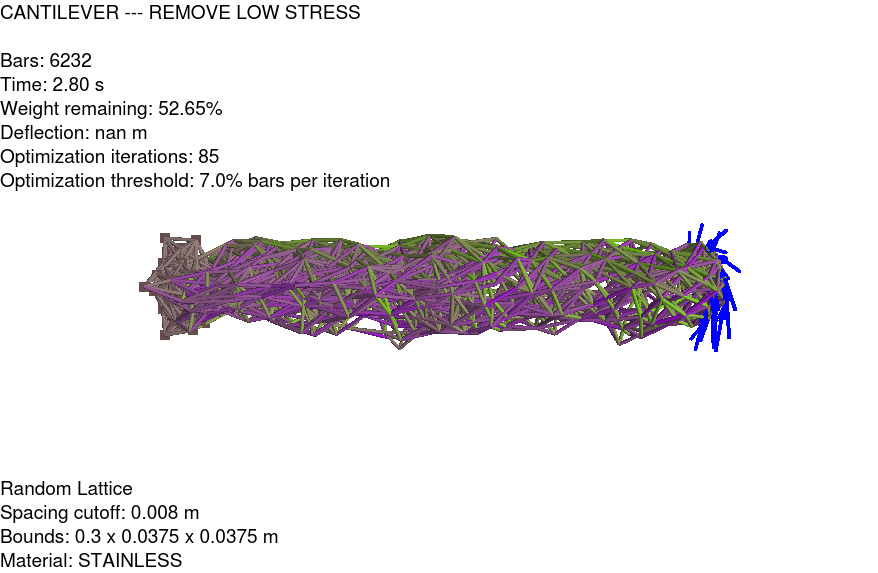 CANTILEVER --- REMOVE LOW STRESS
Bars: 6232
Time: 2.80 s
Weight remaining: 52.65%
Deflection: nan m
Optimization iterations: 85
Optimization threshold: 7.0% bars per iteration
Random Lattice
Spacing cutoff: 0.008 m
Bounds: 0.3 x 0.0375 x 0.0375 m
Material: STAINLESS